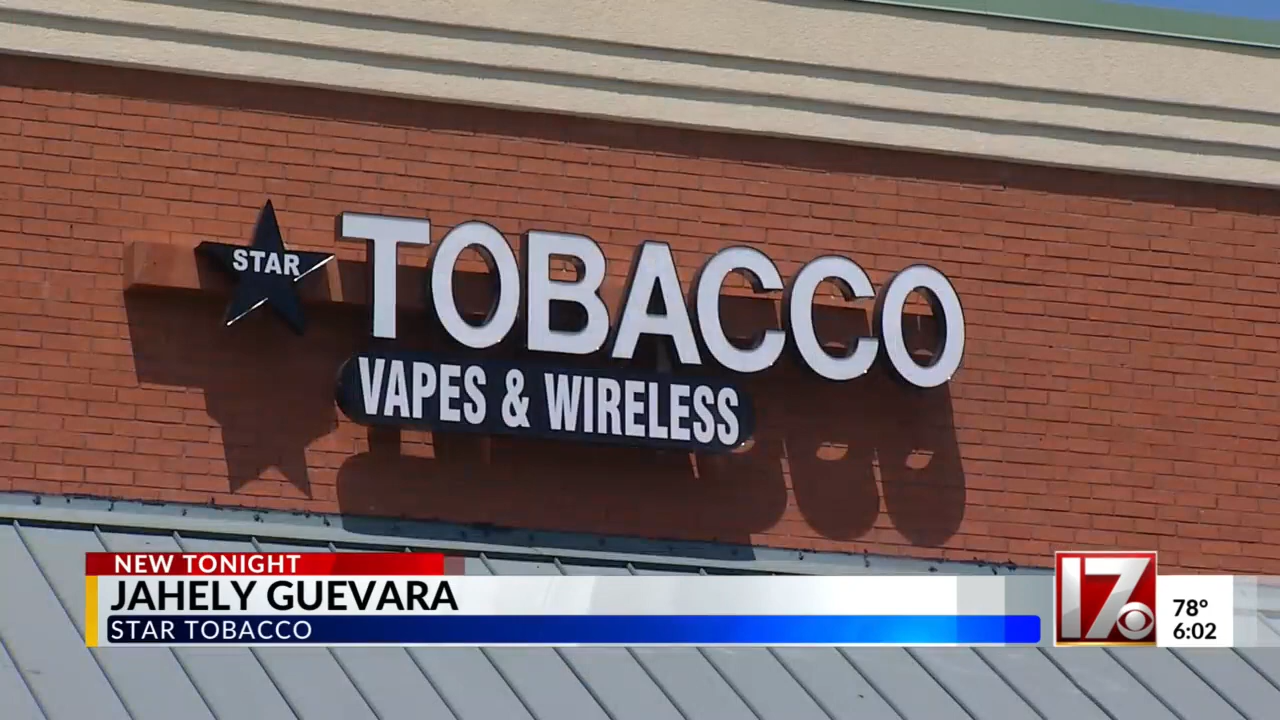 STAR
TOBACCO
VAPES & WIRELESS
NEW TONIGHT
JAHELY GUEVARA
STAR TOBACCO
17
78°
6:02